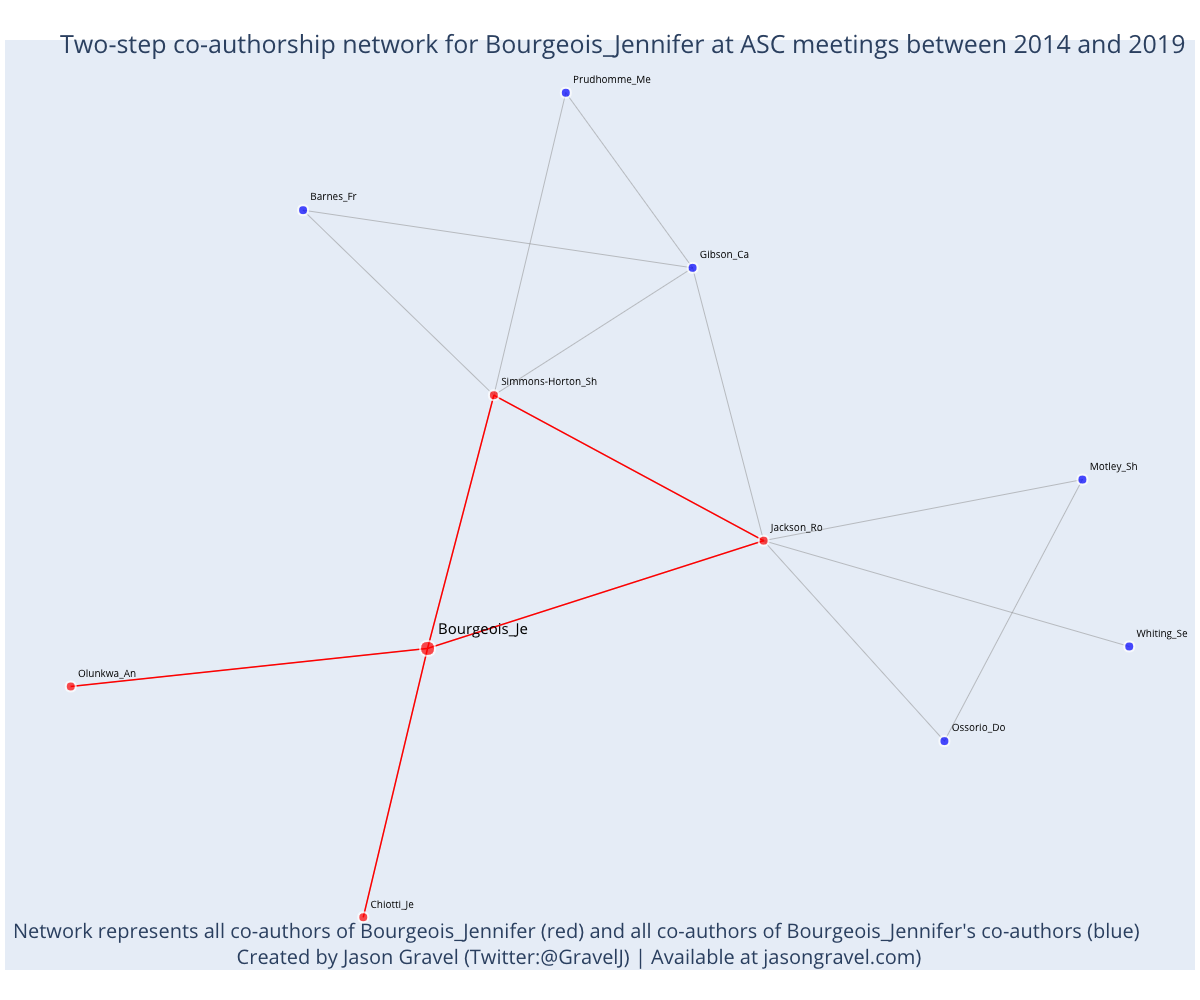 Two-step co-authorship network for Bourgeois_Jennifer at ASC meetings between 2014 and 2019
Prudhomme_Me
Barnes_Fr
Gibson_Ca
Simmons-Horton_Sh
Motley_Sh
Jackson_Ro
Bourgeois_Je
Whiting_Se
Olunkwa_An
Ossorio_Do
Chiotti_Je
Network represents all co-authors of Bourgeois_Jennifer (red) and all co-authors of Bourgeois_Jennifer's co-authors (blue)
Created by Jason Gravel (Twitter:@GravelJ) | Available at jasongravel.com)